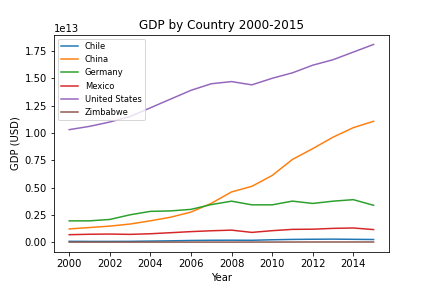 GDP by Country 2000-2015
1e13
1.75
1.50
1.25
1.00
0.75
0.50
0.25
0.00
GDP (USD)
Chile
China
Germany
Mexico
United States
Zimbabwe
2000 2002 2004 2006 2008 2010 2012 2014
Year